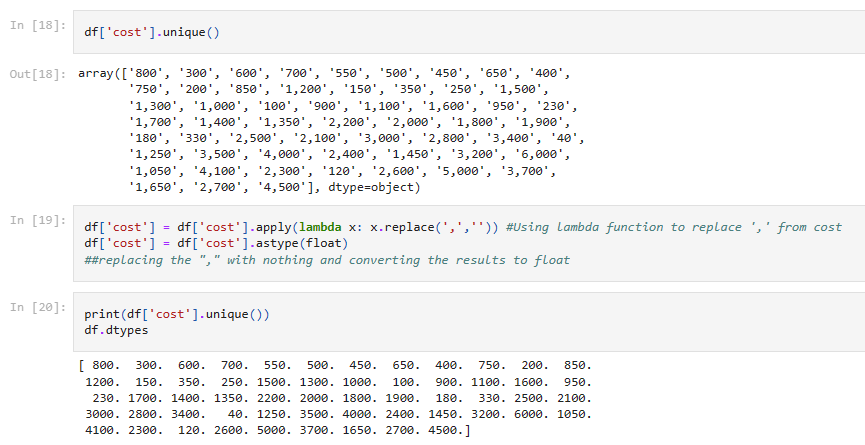 In [18]: df['cost'].unique()
Out[18]: array(['800', '300', '600', '700', '550', '500', '450', '650', '400',
'750', '200', '850', '1,200', '150', '350', '250', '1,500',
'1,300', '1,000', '100', '900', '1,100', '1,600', '950', '230',
'1,700', '1,400', '1,350', '2,200', '2,000', '1,800', '1,900',
'180', '330', '2,500', '2,100', '3,000', '2,800', '3,400', '40',
'1,250', '3,500', '4,000', '2,400', '1,450', '3,200', '6,000',
'1,050', '4,100', '2,300', '120', '2,600', '5,000', '3,700',
'1,650', '2,700', '4,500'], dtype=object)
In [19]: df['cost'] = df['cost'].apply(lambda x: x.replace(',','')) #Using lambda function to replace ',' from cost
df['cost'] = df['cost'].astype(float)
##replacing the "," with nothing and converting the results to float
In [20]: print(df['cost'].unique())
df.dtypes
[ 800. 300. 600. 700. 550. 500. 450. 650. 400. 750. 200. 850.
1200. 150. 350. 250. 1500. 1300. 1000. 100. 900. 1100. 1600. 950.
230. 1700. 1400. 1350. 2200. 2000. 1800. 1900. 180. 330. 2500. 2100.
3000. 2800. 3400. 40. 1250. 3500. 4000. 2400. 1450. 3200. 6000. 1050.
4100. 2300. 120. 2600. 5000. 3700. 1650. 2700. 4500.]